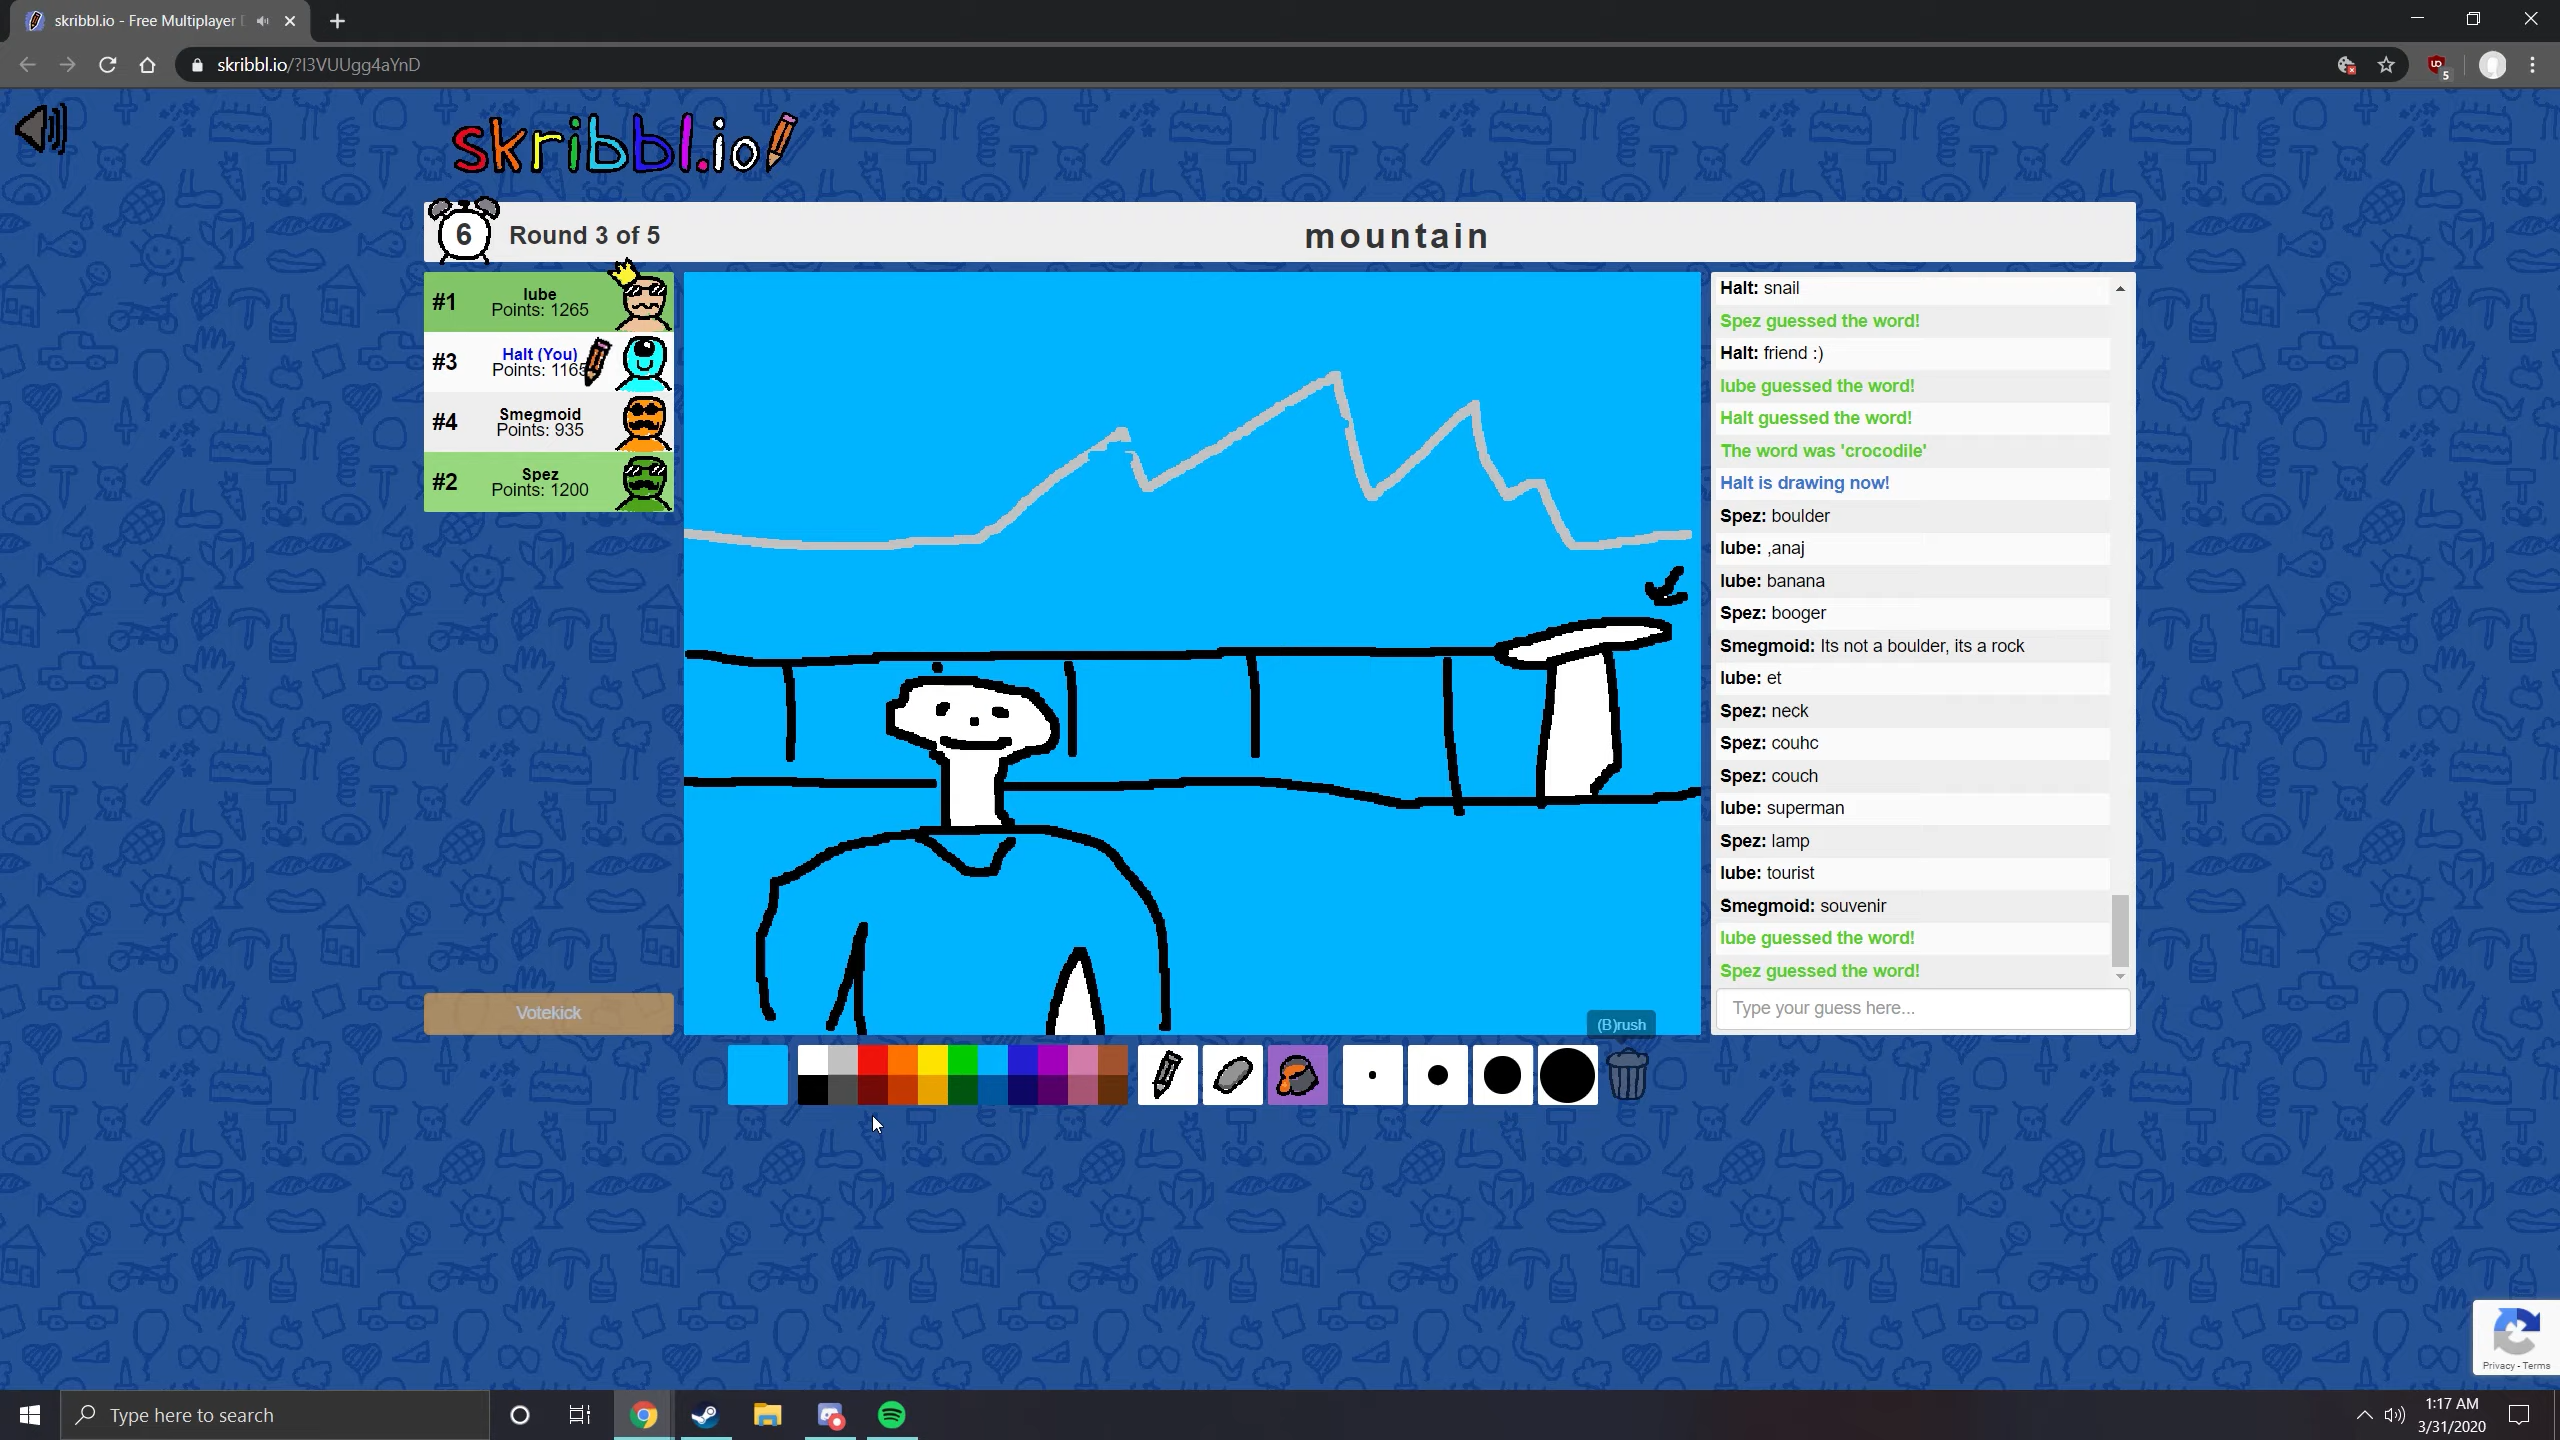 skribbl.io - Free Multiplayer D
skribbl.io/?I3VUUgg4aYnD
5
skribbl.io
6
Round 3 of 5
mountain
#1
lube
Points: 1265
#3
Halt (You)
Points: 1165
#4
Smegmoid
Points: 935
#2
Spez
Points: 1200
Votekick
Halt: snail
Spez guessed the word!
Halt: friend :)
lube guessed the word!
Halt guessed the word!
The word was 'crocodile'
Halt is drawing now!
Spez: boulder
lube: ,anaj
lube: banana
Spez: booger
Smegmoid: Its not a boulder, its a rock
lube: et
Spez: neck
Spez: couhc
Spez: couch
lube: superman
Spez: lamp
lube: tourist
Smegmoid: souvenir
lube guessed the word!
Spez guessed the word!
Type your guess here...
(B)rush
Privacy - Terms
Type here to search
1:17 AM
3/31/2020